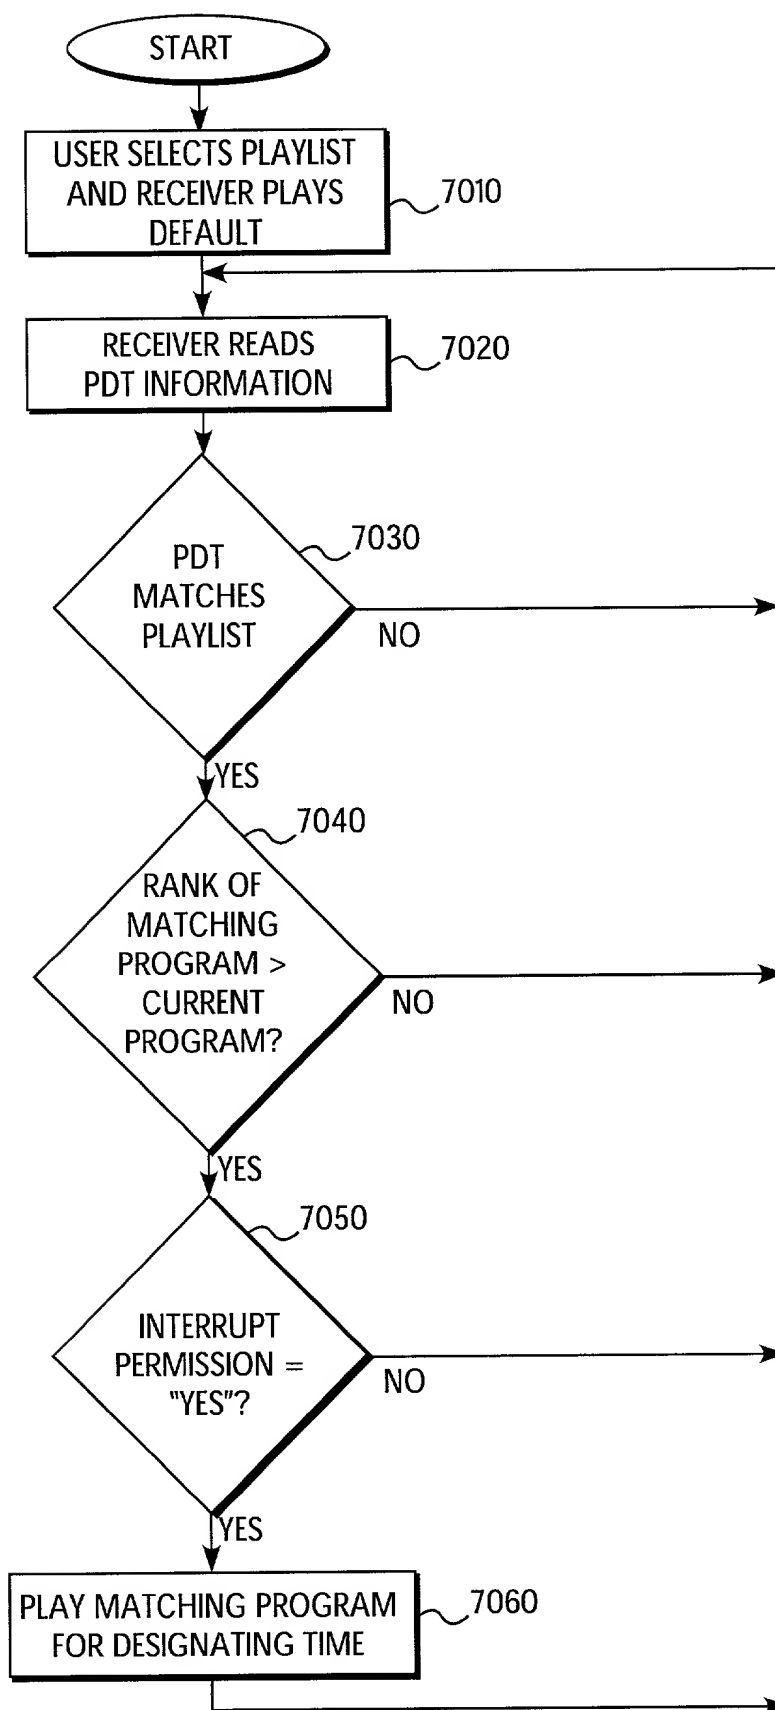 START
USER SELECTS PLAYLIST
AND RECEIVER PLAYS
DEFAULT
7010
RECEIVER READS
PDT INFORMATION
7020
PDT
MATCHES
PLAYLIST
7030
NO
YES
7040
RANK OF
MATCHING
PROGRAM >
CURRENT
PROGRAM?
NO
YES
7050
INTERRUPT
PERMISSION =
"YES"?
NO
YES
PLAY MATCHING PROGRAM
FOR DESIGNATING TIME
7060